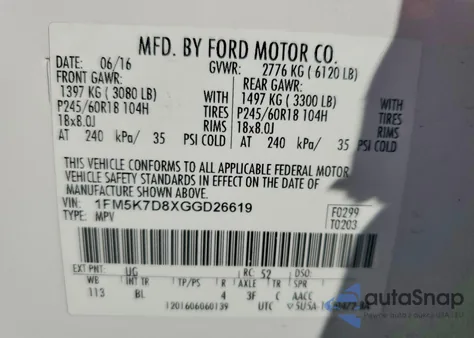 MFD. BY FORD MOTOR CO.
DATE: 06/16 GVWR: 2776 KG ( 6120 LB)
FRONT GAWR: REAR GAWR:
1397 KG ( 3080 LB) WITH 1497 KG ( 3300 LB) WITH
P245/60R18 104H TIRES P245/60R18 104H TIRES
18x8.0J RIMS 18x8.0J RIMS
AT 240 kPa/ 35 PSI COLD AT 240 kPa/ 35 PSI COLD
THIS VEHICLE CONFORMS TO ALL APPLICABLE FEDERAL MOTOR
VEHICLE SAFETY STANDARDS IN EFFECT ON THE DATE OF
MANUFACTURE SHOWN ABOVE.
VIN: 1FM5K7D8XGGD26619 F0299
TYPE: MPV T0203
EXT PNT: UG RC: 52 DSO:
WB INT TR TP/PS R AXLE TR SPR
113 BL 4 3F C AACC
1201606060139 UTC
autoSnap